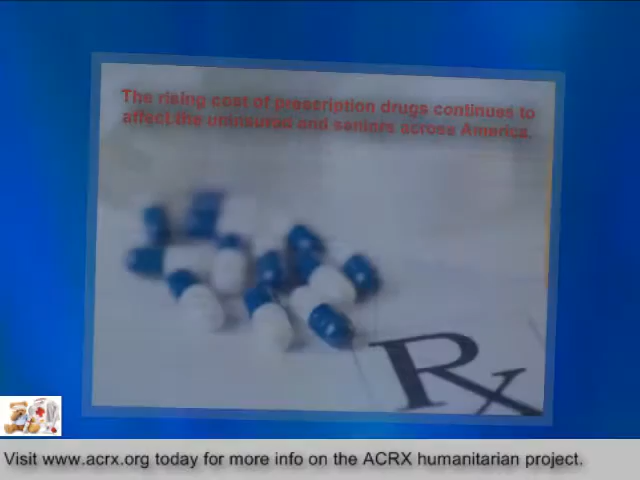 The rising cost of prescription drugs continues to
affect the uninsured and seniors across America.
Rx
Visit www.acrx.org today for more info on the ACRX humanitarian project.